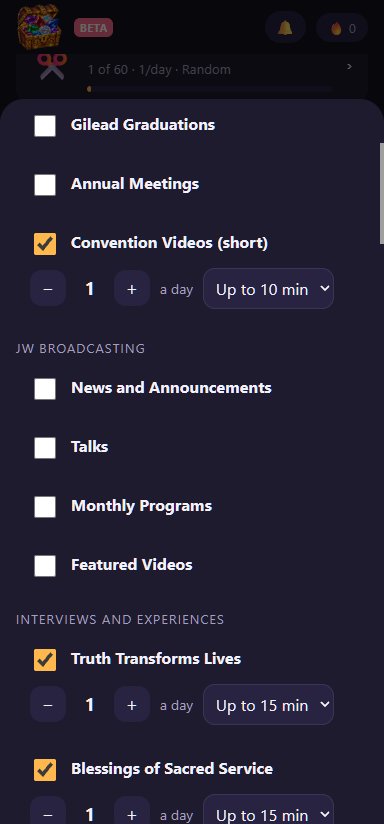 BETA
🔔
🔥 0
1 of 60 · 1/day · Random ›
Gilead Graduations
Annual Meetings
Convention Videos (short)
− 1 + a day Up to 10 min
JW BROADCASTING
News and Announcements
Talks
Monthly Programs
Featured Videos
INTERVIEWS AND EXPERIENCES
Truth Transforms Lives
− 1 + a day Up to 15 min
Blessings of Sacred Service
− 1 + a day Up to 15 min